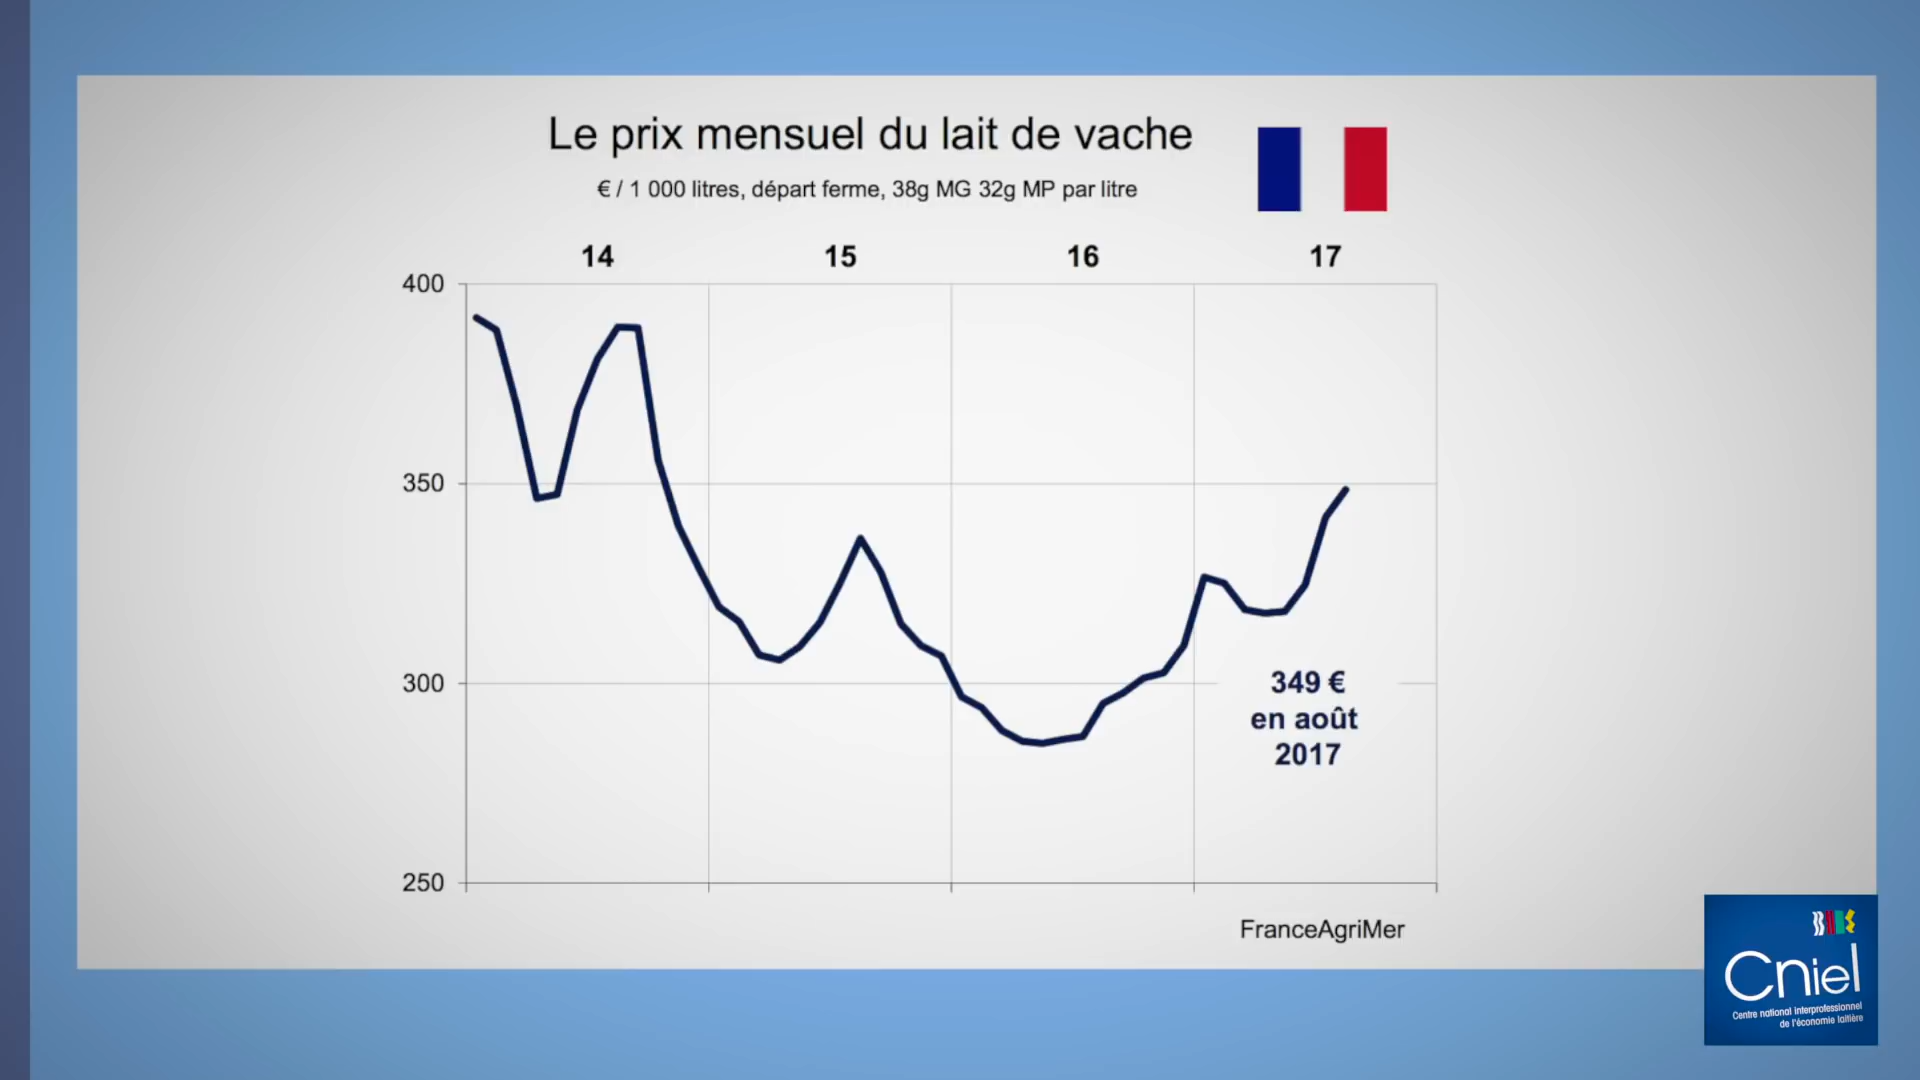 Le prix mensuel du lait de vache
€ / 1 000 litres, départ ferme, 38g MG 32g MP par litre
14 15 16 17
400
350
300
250
349 €
en août
2017
FranceAgriMer
Cniel
Centre national interprofessionnel
de l'économie laitière